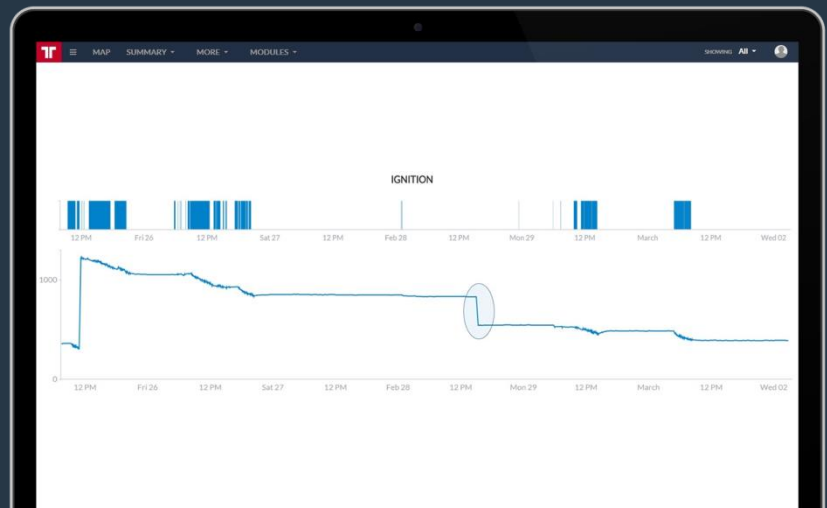 MAP SUMMARY MORE MODULES SHOWING All
IGNITION
12 PM Fri 26 12 PM Sat 27 12 PM Feb 28 12 PM Mon 29 12 PM March 12 PM Wed 02
1000
0
12 PM Fri 26 12 PM Sat 27 12 PM Feb 28 12 PM Mon 29 12 PM March 12 PM Wed 02